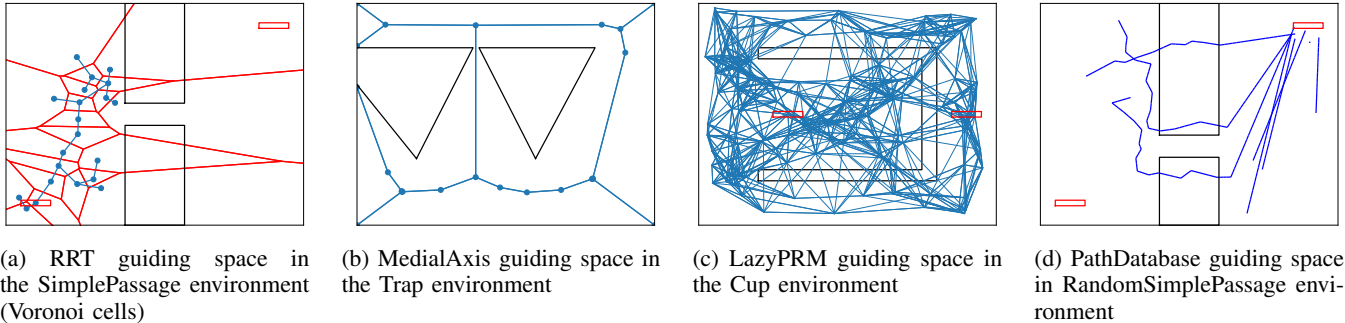 (a) RRT guiding space in
the SimplePassage environment
(Voronoi cells)
(b) MedialAxis guiding space in
the Trap environment
(c) LazyPRM guiding space in
the Cup environment
(d) PathDatabase guiding space
in RandomSimplePassage envi-
ronment